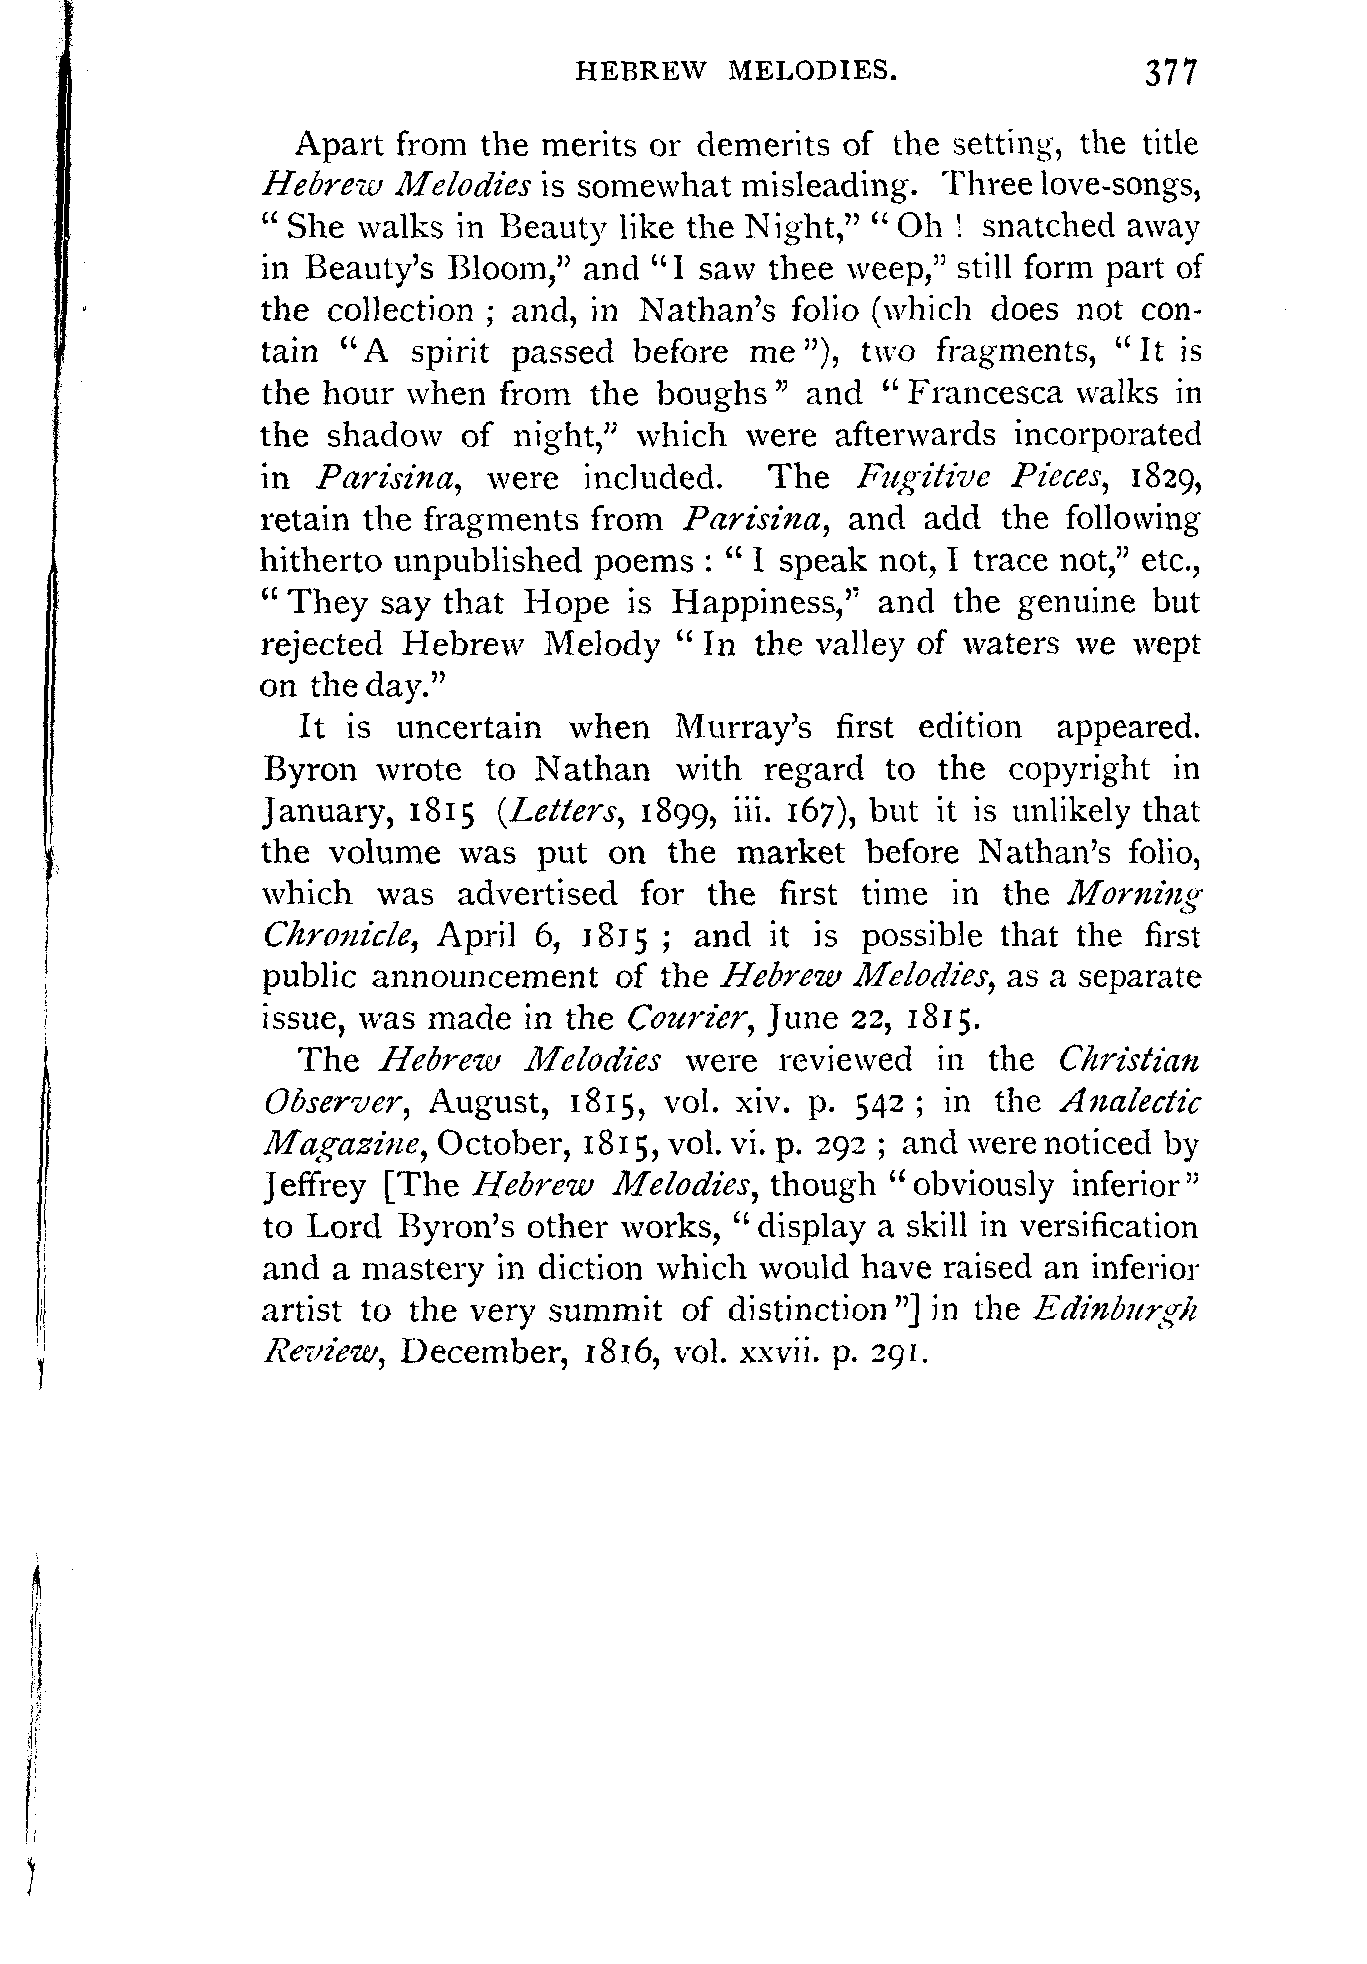 HEBREW MELODIES. 377
Apart from the merits or demerits of the setting, the title
Hebrew Melodies is somewhat misleading. Three love-songs,
“She walks in Beauty like the Night,” “Oh ! snatched away
in Beauty’s Bloom,” and “I saw thee weep,” still form part of
the collection ; and, in Nathan’s folio (which does not con-
tain “A spirit passed before me”), two fragments, “It is
the hour when from the boughs” and “Francesca walks in
the shadow of night,” which were afterwards incorporated
in Parisina, were included. The Fugitive Pieces, 1829,
retain the fragments from Parisina, and add the following
hitherto unpublished poems : “I speak not, I trace not,” etc.,
“They say that Hope is Happiness,” and the genuine but
rejected Hebrew Melody “In the valley of waters we wept
on the day.”
It is uncertain when Murray’s first edition appeared.
Byron wrote to Nathan with regard to the copyright in
January, 1815 (Letters, 1899, iii. 167), but it is unlikely that
the volume was put on the market before Nathan’s folio,
which was advertised for the first time in the Morning
Chronicle, April 6, 1815 ; and it is possible that the first
public announcement of the Hebrew Melodies, as a separate
issue, was made in the Courier, June 22, 1815.
The Hebrew Melodies were reviewed in the Christian
Observer, August, 1815, vol. xiv. p. 542 ; in the Analectic
Magazine, October, 1815, vol. vi. p. 292 ; and were noticed by
Jeffrey [The Hebrew Melodies, though “obviously inferior”
to Lord Byron’s other works, “display a skill in versification
and a mastery in diction which would have raised an inferior
artist to the very summit of distinction”] in the Edinburgh
Review, December, 1816, vol. xxvii. p. 291.